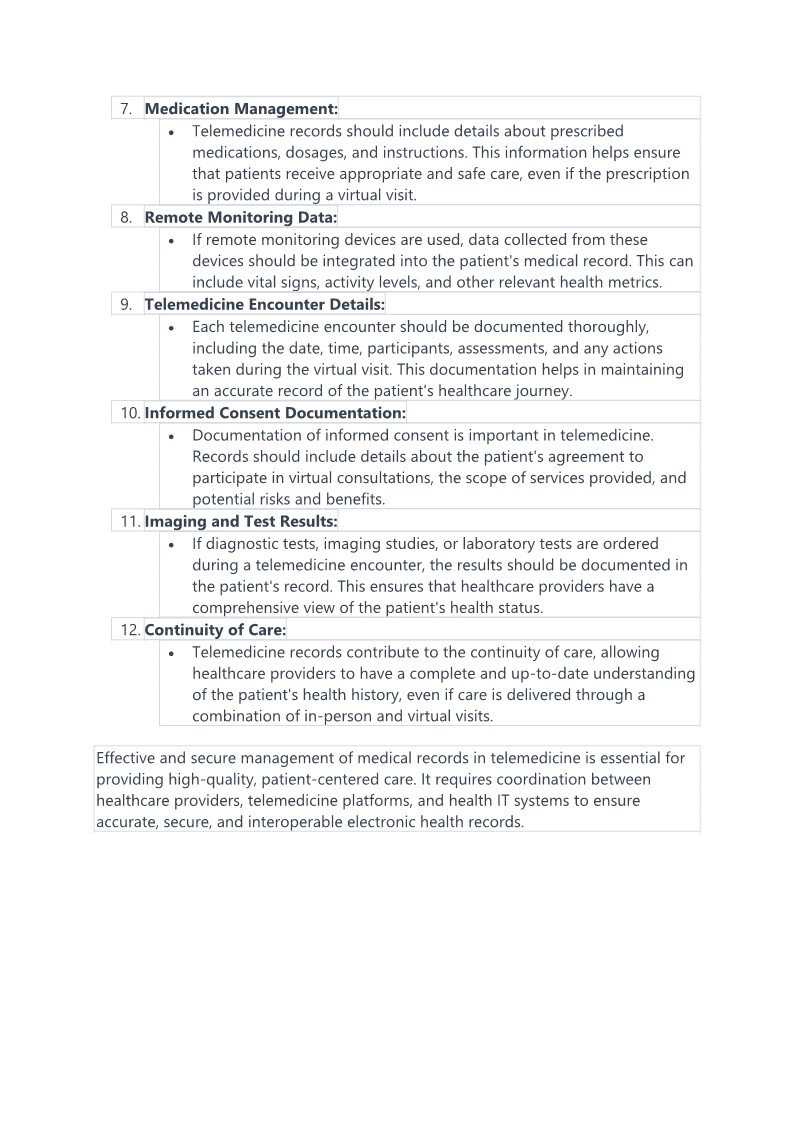 7. Medication Management:
• Telemedicine records should include details about prescribed
medications, dosages, and instructions. This information helps ensure
that patients receive appropriate and safe care, even if the prescription
is provided during a virtual visit.
8. Remote Monitoring Data:
• If remote monitoring devices are used, data collected from these
devices should be integrated into the patient's medical record. This can
include vital signs, activity levels, and other relevant health metrics.
9. Telemedicine Encounter Details:
• Each telemedicine encounter should be documented thoroughly,
including the date, time, participants, assessments, and any actions
taken during the virtual visit. This documentation helps in maintaining
an accurate record of the patient's healthcare journey.
10. Informed Consent Documentation:
• Documentation of informed consent is important in telemedicine.
Records should include details about the patient's agreement to
participate in virtual consultations, the scope of services provided, and
potential risks and benefits.
11. Imaging and Test Results:
• If diagnostic tests, imaging studies, or laboratory tests are ordered
during a telemedicine encounter, the results should be documented in
the patient's record. This ensures that healthcare providers have a
comprehensive view of the patient's health status.
12. Continuity of Care:
• Telemedicine records contribute to the continuity of care, allowing
healthcare providers to have a complete and up-to-date understanding
of the patient's health history, even if care is delivered through a
combination of in-person and virtual visits.
Effective and secure management of medical records in telemedicine is essential for
providing high-quality, patient-centered care. It requires coordination between
healthcare providers, telemedicine platforms, and health IT systems to ensure
accurate, secure, and interoperable electronic health records.